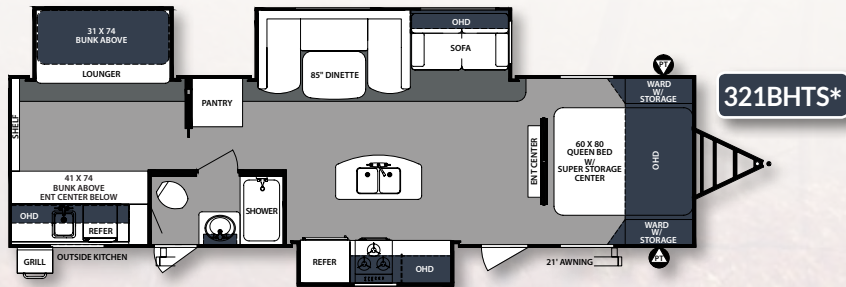 31 X 74
BUNK ABOVE
LOUNGER
OHD
SOFA
85" DINETTE
PANTRY
PT
WARD
W/
STORAGE
321BHTS*
SHELF
41 X 74
BUNK ABOVE
ENT CENTER BELOW
OHD
REFER
SHOWER
ENT CENTER
60 X 80
QUEEN BED
W/
SUPER STORAGE
CENTER
OHD
WARD
W/
STORAGE
PT
GRILL
OUTSIDE KITCHEN
REFER
OHD
21' AWNING